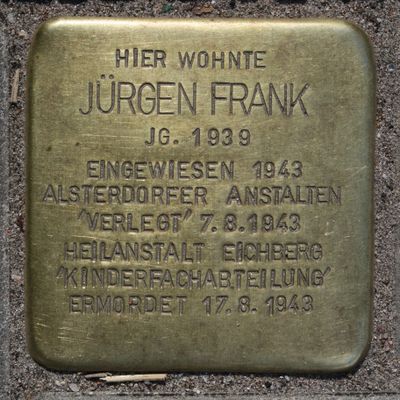 HIER WOHNTE
JÜRGEN FRANK
JG. 1939
EINGEWIESEN 1943
ALSTERDORFER ANSTALTEN
'VERLEGT' 7.8.1943
HEILANSTALT EICHBERG
'KINDERFACHABTEILUNG'
ERMORDET 17.8.1943